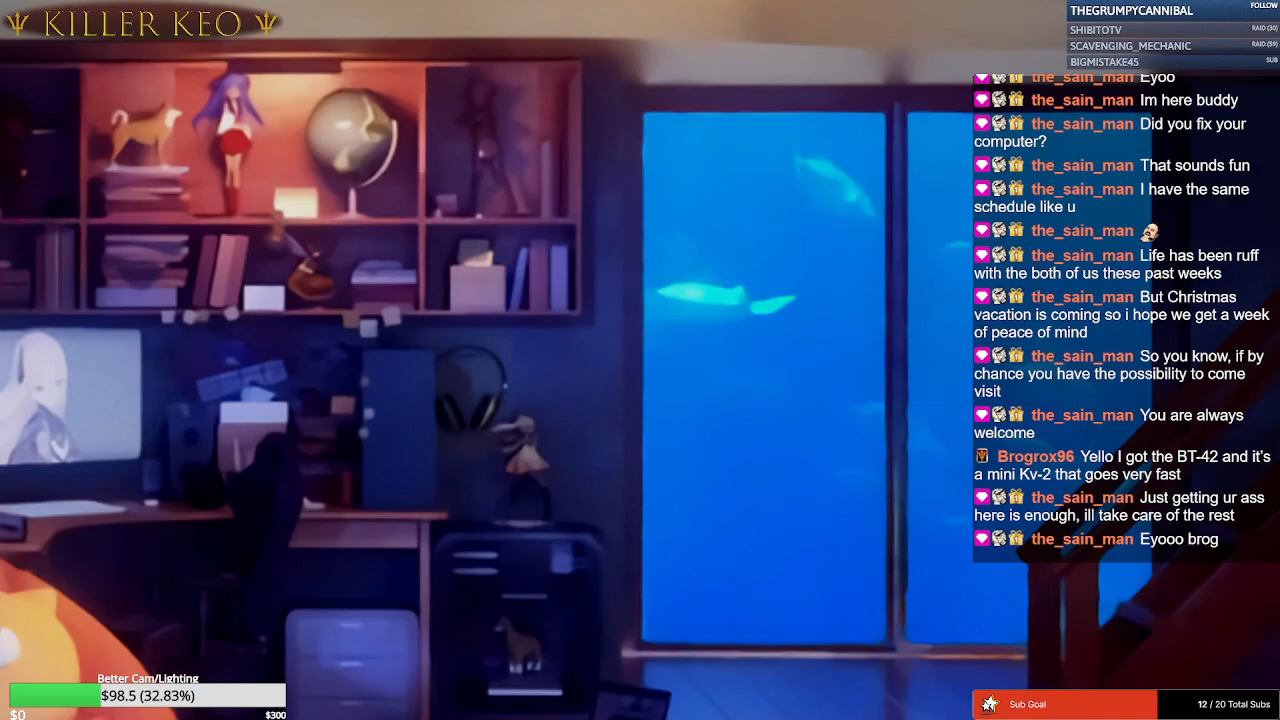 KILLER KEO
THEGRUMPYCANNIBAL FOLLOW
SHIBITOTV RAID (30)
SCAVENGING_MECHANIC RAID (59)
BIGMISTAKE45 SUB
the_sain_man Eyoo
the_sain_man Im here buddy
the_sain_man Did you fix your
computer?
the_sain_man That sounds fun
the_sain_man I have the same
schedule like u
the_sain_man
the_sain_man Life has been ruff
with the both of us these past weeks
the_sain_man But Christmas
vacation is coming so i hope we get a week
of peace of mind
the_sain_man So you know, if by
chance you have the possibility to come
visit
the_sain_man You are always
welcome
Brogrox96 Yello I got the BT-42 and it's
a mini Kv-2 that goes very fast
the_sain_man Just getting ur ass
here is enough, ill take care of the rest
the_sain_man Eyooo brog
Better Cam/Lighting
$98.5 (32.83%)
$0 $300
Sub Goal 12 / 20 Total Subs